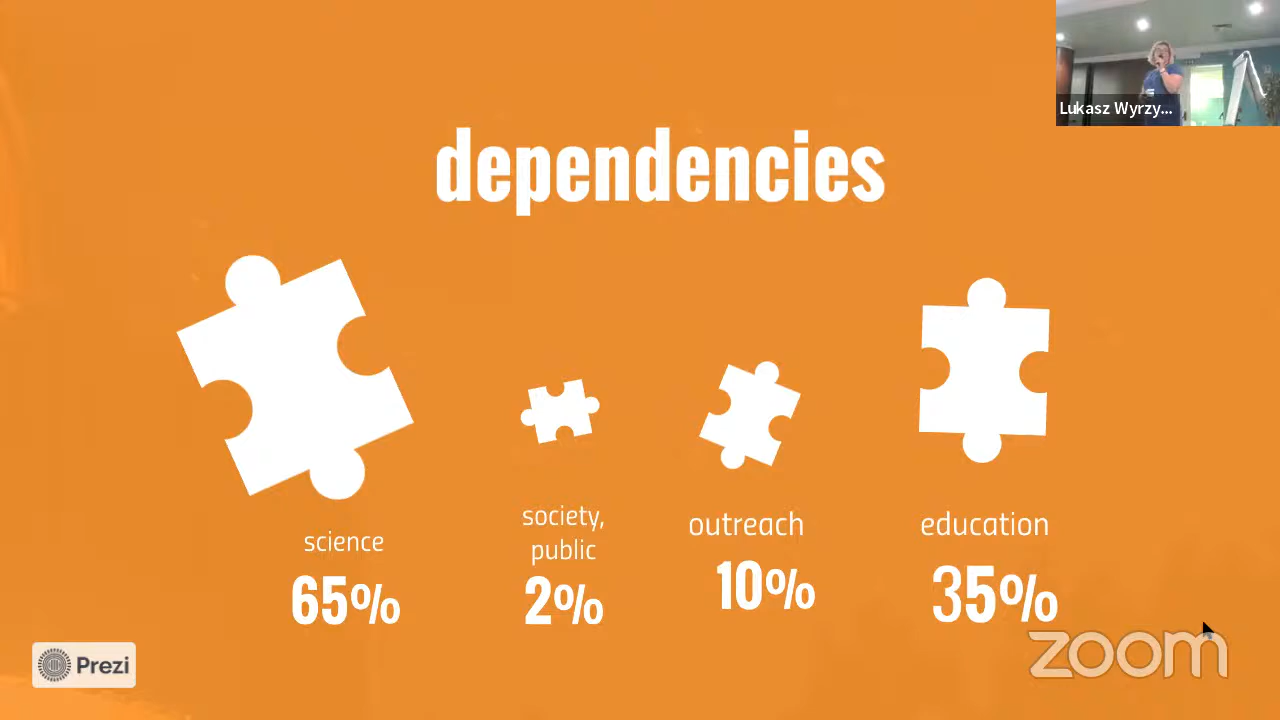 Lukasz Wyrzy...
dependencies
science
65%
society,
public
2%
outreach
10%
education
35%
Prezi
zoom